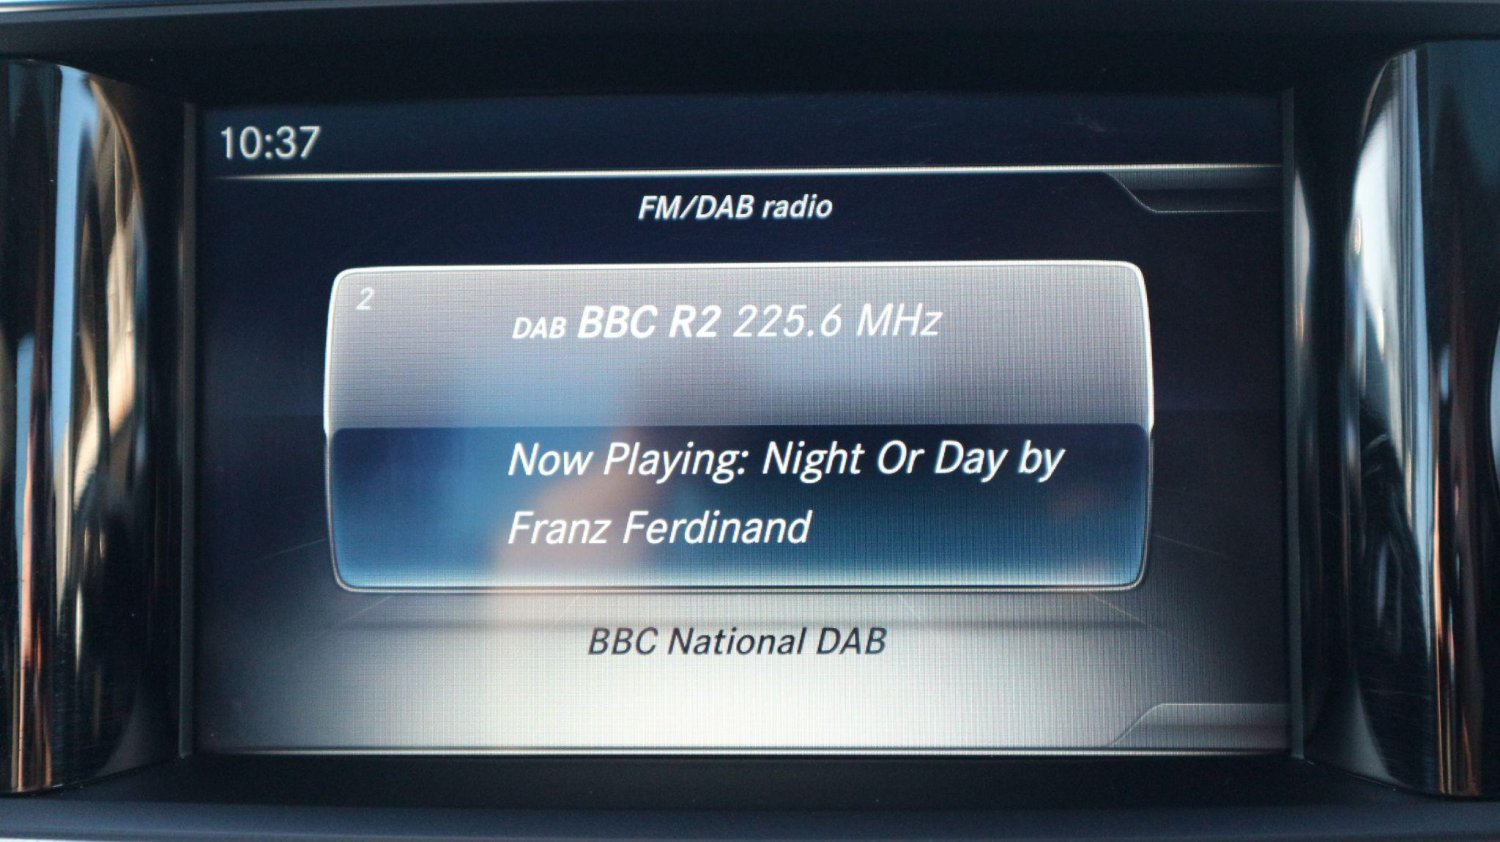 10:37
FM/DAB radio
2
DAB BBC R2 225.6 MHz
Now Playing: Night Or Day by
Franz Ferdinand
BBC National DAB